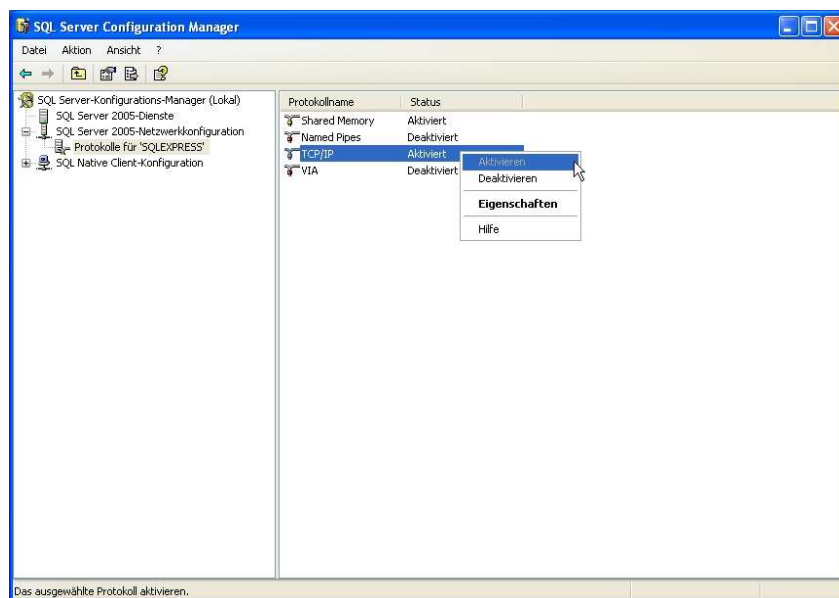 SQL Server Configuration Manager
Datei Aktion Ansicht ?
SQL Server-Konfigurations-Manager (Lokal)
SQL Server 2005-Dienste
SQL Server 2005-Netzwerkkonfiguration
Protokolle für 'SQLEXPRESS'
SQL Native Client-Konfiguration
Protokollname Status
Shared Memory Aktiviert
Named Pipes Deaktiviert
TCP/IP Aktiviert
VIA Deaktiviert
Aktivieren
Deaktivieren
Eigenschaften
Hilfe
Das ausgewählte Protokoll aktivieren.